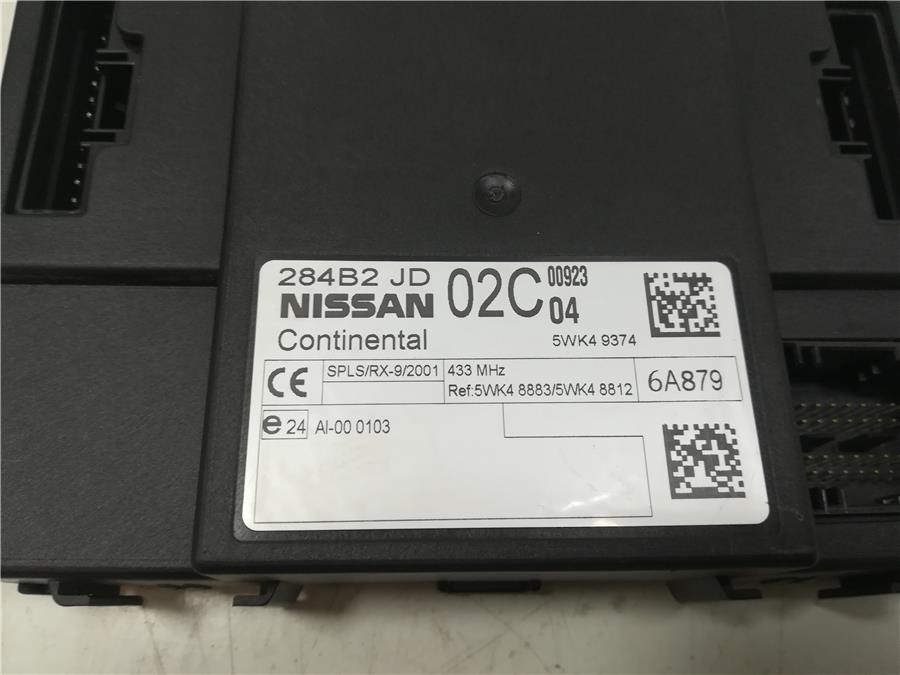 284B2 JD 02C 00923
NISSAN 04
Continental 5WK4 9374
CE SPLS/RX-9/2001 433 MHz
Ref:5WK4 8883/5WK4 8812 6A879
e 24 AI-00 0103